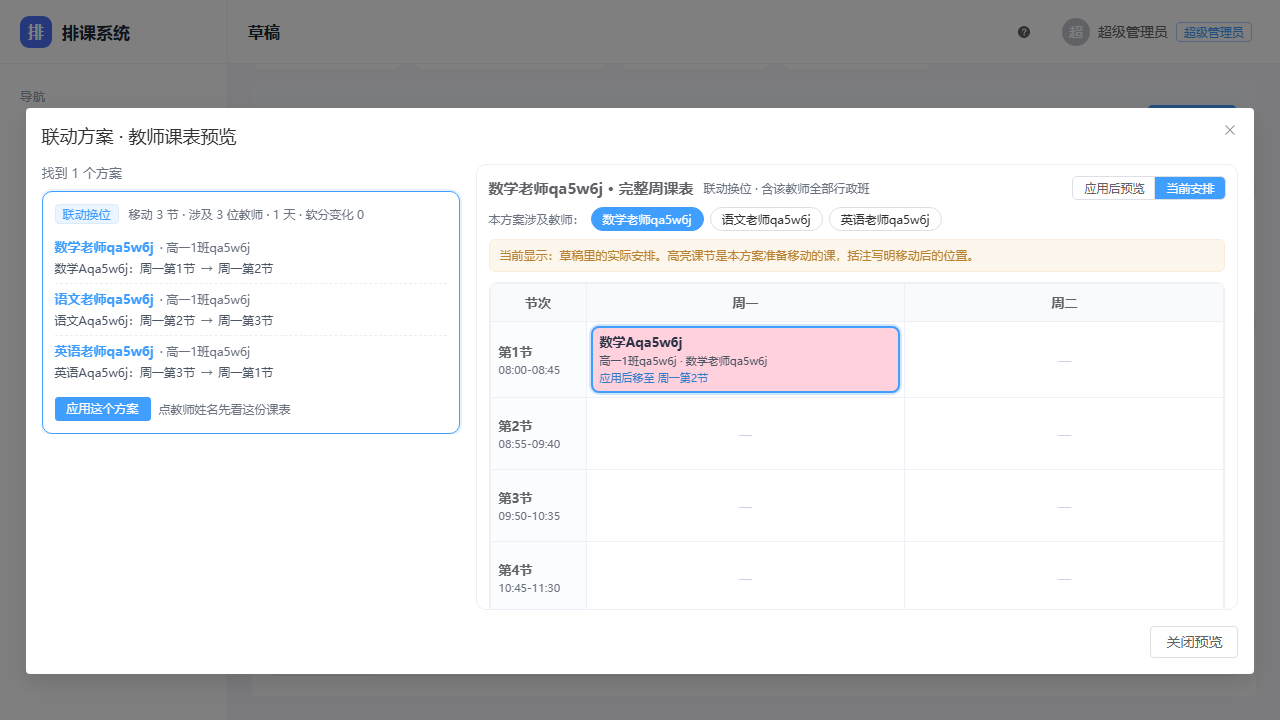 排 排课系统
草稿
? 超 超级管理员 超级管理员
导航
联动方案 · 教师课表预览
找到 1 个方案
联动换位 移动 3 节 · 涉及 3 位教师 · 1 天 · 软分变化 0
数学老师qa5w6j · 高一1班qa5w6j
数学Aqa5w6j：周一第1节 → 周一第2节
语文老师qa5w6j · 高一1班qa5w6j
语文Aqa5w6j：周一第2节 → 周一第3节
英语老师qa5w6j · 高一1班qa5w6j
英语Aqa5w6j：周一第3节 → 周一第1节
应用这个方案 点教师姓名先看这份课表
数学老师qa5w6j · 完整周课表 联动换位 · 含该教师全部行政班 应用后预览 当前安排
本方案涉及教师： 数学老师qa5w6j 语文老师qa5w6j 英语老师qa5w6j
当前显示：草稿里的实际安排。高亮课节是本方案准备移动的课，括注写明移动后的位置。
节次 周一 周二
第1节
08:00-08:45
数学Aqa5w6j
高一1班qa5w6j · 数学老师qa5w6j
应用后移至 周一第2节
—
第2节
08:55-09:40
— —
第3节
09:50-10:35
— —
第4节
10:45-11:30
— —
关闭预览